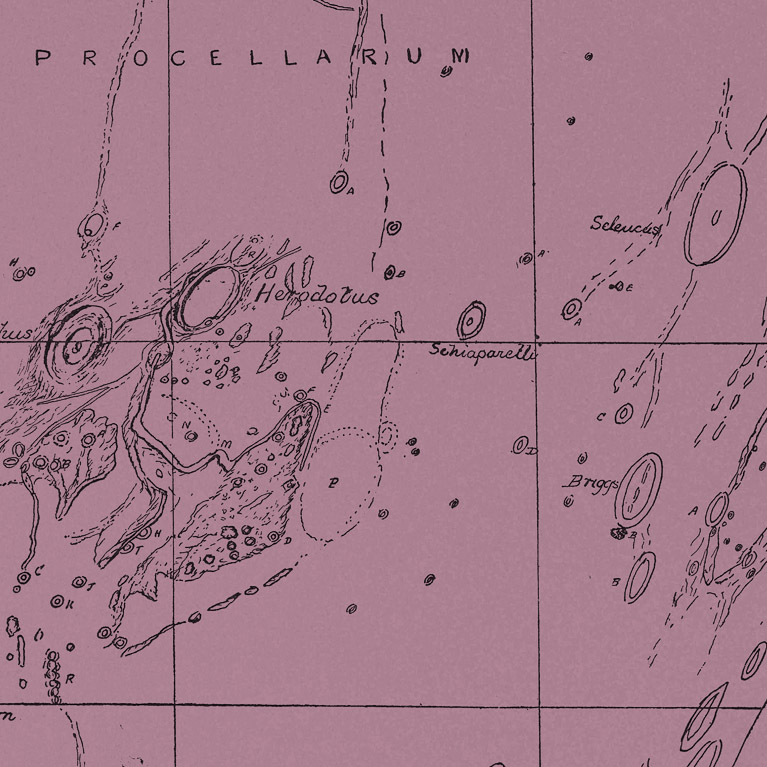 PROCELLARUM
A
F
Seleucus
R
A
H
B
E
Herodotus
A
Schiaparelli
F
E
C
N
M
D
B
P
Briggs
A
H
T
D
B
B
C
J
K
R